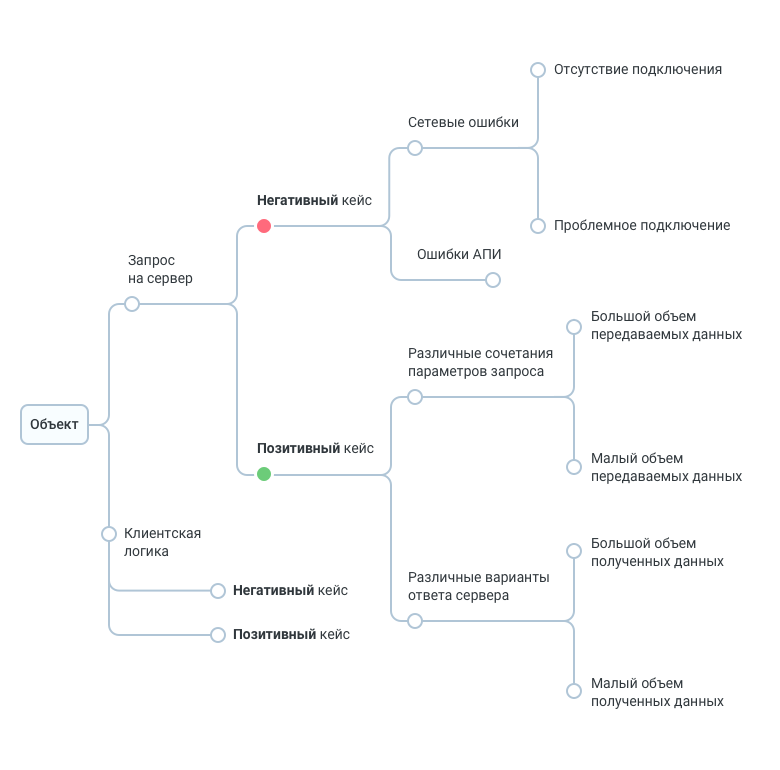 Отсутствие подключения
Сетевые ошибки
Негативный кейс
Проблемное подключение
Ошибки АПИ
Запрос
на сервер
Большой объем
передаваемых данных
Различные сочетания
параметров запроса
Объект
Позитивный кейс
Малый объем
передаваемых данных
Клиентская
логика
Большой объем
полученных данных
Различные варианты
ответа сервера
Негативный кейс
Позитивный кейс
Малый объем
полученных данных